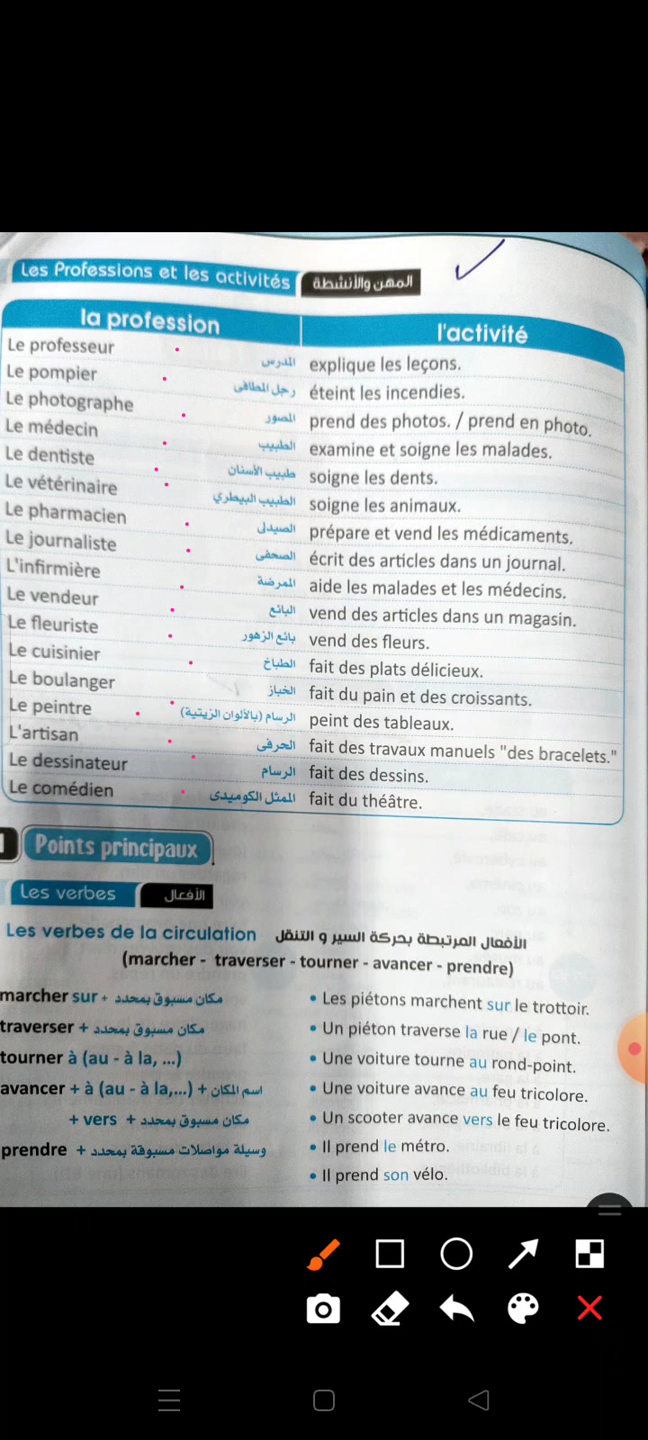 Les Professions et les activités المهن والأنشطة
la profession l'activité
Le professeur المدرس explique les leçons.
Le pompier رجل المطافى éteint les incendies.
Le photographe المصور prend des photos. / prend en photo.
Le médecin الطبيب examine et soigne les malades.
Le dentiste طبيب الأسنان soigne les dents.
Le vétérinaire الطبيب البيطري soigne les animaux.
Le pharmacien الصيدلى prépare et vend les médicaments.
Le journaliste الصحفى écrit des articles dans un journal.
L'infirmière الممرضة aide les malades et les médecins.
Le vendeur البائع vend des articles dans un magasin.
Le fleuriste بائع الزهور vend des fleurs.
Le cuisinier الطباخ fait des plats délicieux.
Le boulanger الخباز fait du pain et des croissants.
Le peintre الرسام (بالألوان الزيتية) peint des tableaux.
L'artisan الحرفى fait des travaux manuels "des bracelets."
Le dessinateur الرسام fait des dessins.
Le comédien الممثل الكوميدى fait du théâtre.
Points principaux
Les verbes الأفعال
Les verbes de la circulation الأفعال المرتبطة بحركة السير و التنقل
(marcher - traverser - tourner - avancer - prendre)
marcher sur + مكان مسبوق بمحدد • Les piétons marchent sur le trottoir.
traverser + مكان مسبوق بمحدد • Un piéton traverse la rue / le pont.
tourner à (au - à la, ...) • Une voiture tourne au rond-point.
avancer + à (au - à la,...) + اسم المكان • Une voiture avance au feu tricolore.
+ vers + مكان مسبوق بمحدد • Un scooter avance vers le feu tricolore.
prendre + وسيلة مواصلات مسبوقة بمحدد • Il prend le métro.
• Il prend son vélo.